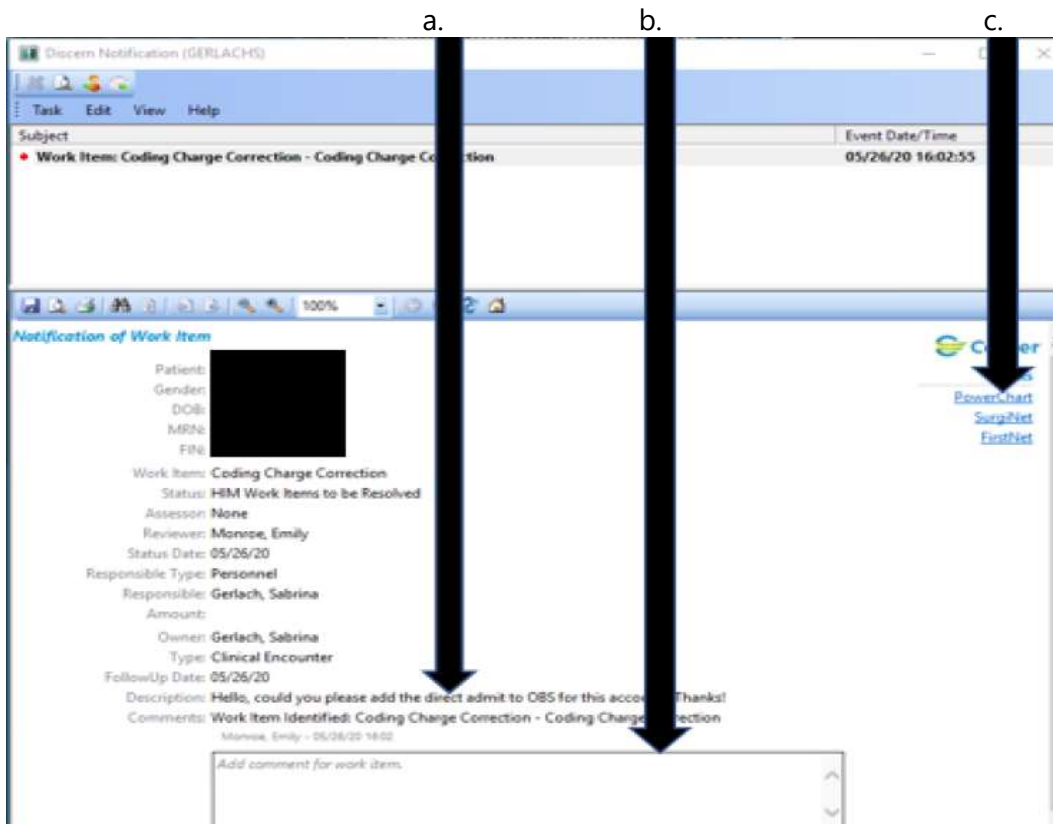 a. b. c.
Discern Notification (GERLACHS)
Task Edit View Help
Subject Event Date/Time
Work Item: Coding Charge Correction - Coding Charge Co tion 05/26/20 16:02:55
100%
Notification of Work Item
Patient:
Gender:
DOB:
MRN:
FIN:
PowerChart
SurgiNet
FirstNet
Work Item: Coding Charge Correction
Status: HIM Work Items to be Resolved
Assessor: None
Reviewer: Monroe, Emily
Status Date: 05/26/20
Responsible Type: Personnel
Responsible: Gerlach, Sabrina
Amount:
Owner: Gerlach, Sabrina
Type: Clinical Encounter
FollowUp Date: 05/26/20
Description: Hello, could you please add the direct admit to OBS for this acco Thanks!
Comments: Work Item Identified: Coding Charge Correction - Coding Charge rection
Monroe, Emily - 05/26/20 16:02
Add comment for work item.